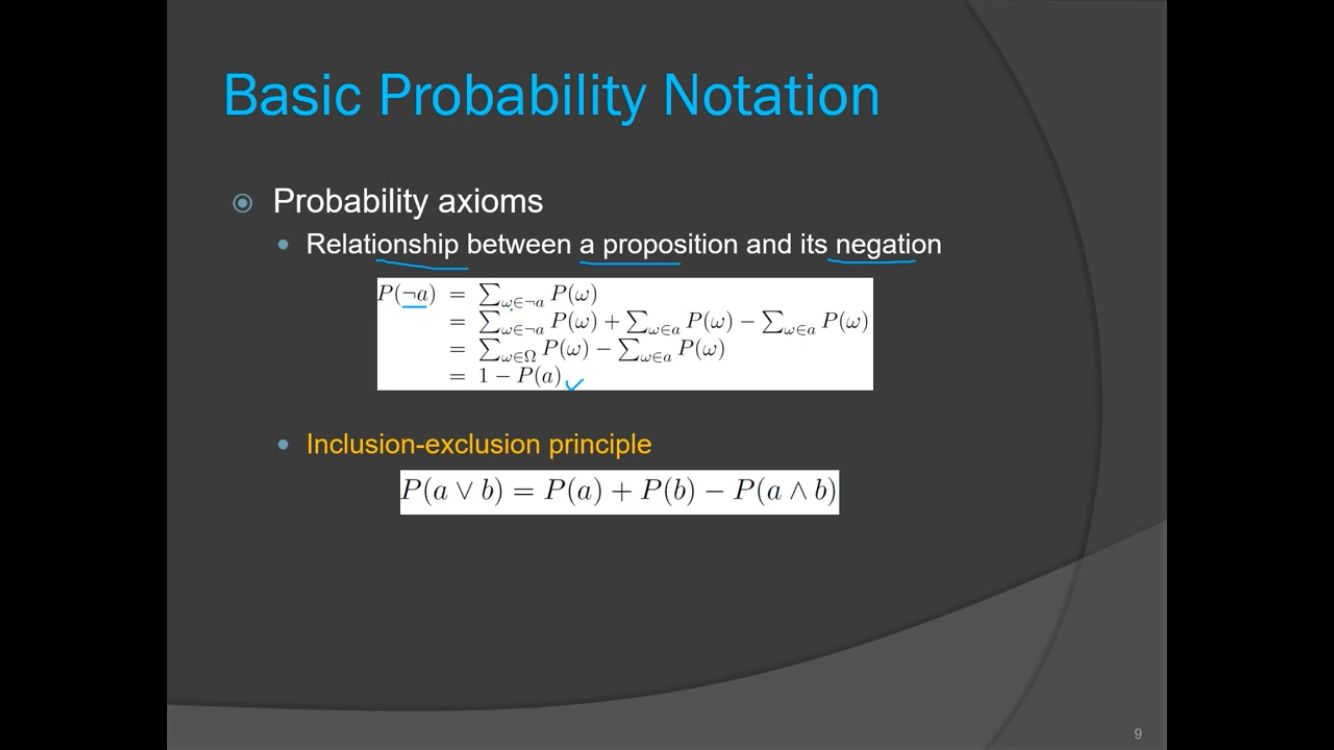 Basic Probability Notation
Probability axioms
Relationship between a proposition and its negation
P(¬a) = ∑ω∈¬a P(ω)
= ∑ω∈¬a P(ω) + ∑ω∈a P(ω) − ∑ω∈a P(ω)
= ∑ω∈Ω P(ω) − ∑ω∈a P(ω)
= 1 − P(a)
Inclusion-exclusion principle
P(a ∨ b) = P(a) + P(b) − P(a ∧ b)
9